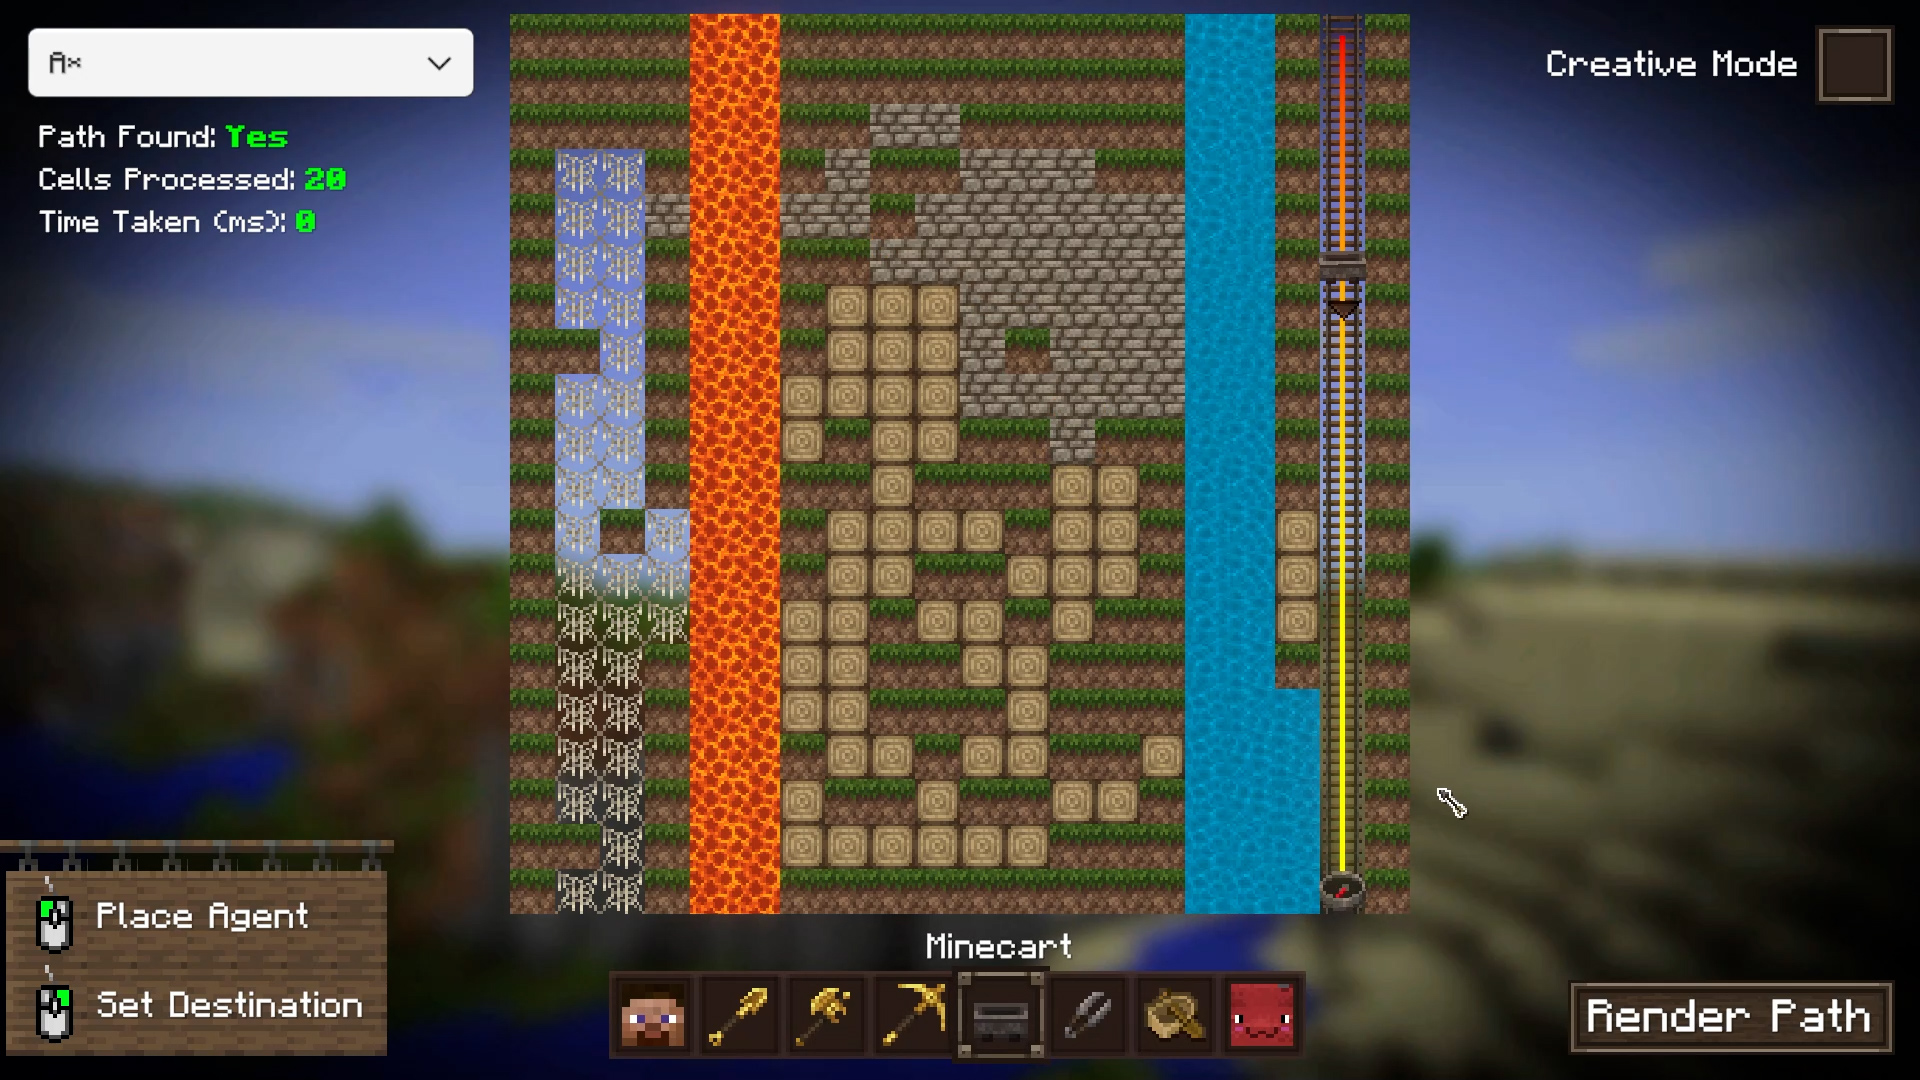 A*
Creative Mode
Path Found: Yes
Cells Processed: 20
Time Taken (ms): 0
Place Agent
Set Destination
Minecart
Render Path